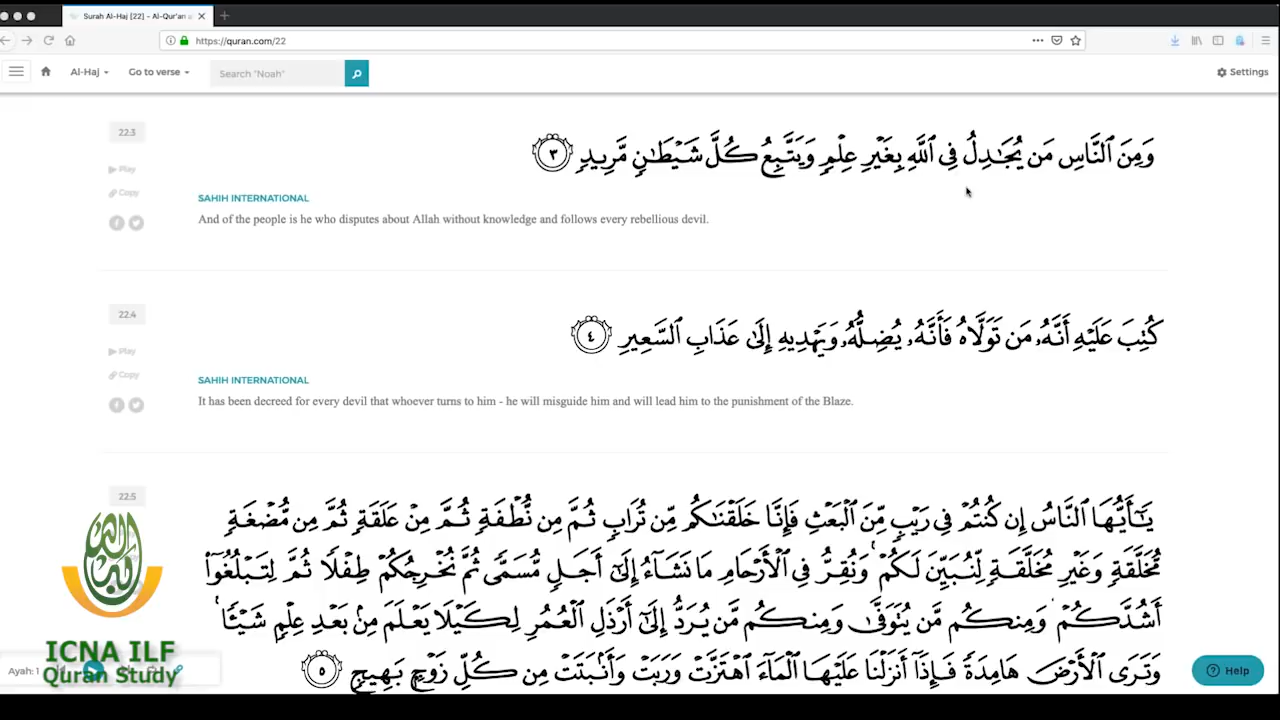 Surah Al-Haj [22] - Al-Qur'an a
https://quran.com/22
Al-Haj
Go to verse
Search "Noah"
Settings
22:3
وَمِنَ ٱلنَّاسِ مَن يُجَٰدِلُ فِى ٱللَّهِ بِغَيْرِ عِلْمٍ وَيَتَّبِعُ كُلَّ شَيْطَٰنٍ مَّرِيدٍ ٣
Play
Copy
SAHIH INTERNATIONAL
And of the people is he who disputes about Allah without knowledge and follows every rebellious devil.
22:4
كُتِبَ عَلَيْهِ أَنَّهُۥ مَن تَوَلَّاهُ فَأَنَّهُۥ يُضِلُّهُۥ وَيَهْدِيهِ إِلَىٰ عَذَابِ ٱلسَّعِيرِ ٤
Play
Copy
SAHIH INTERNATIONAL
It has been decreed for every devil that whoever turns to him - he will misguide him and will lead him to the punishment of the Blaze.
22:5
يَٰٓأَيُّهَا ٱلنَّاسُ إِن كُنتُمْ فِى رَيْبٍ مِّنَ ٱلْبَعْثِ فَإِنَّا خَلَقْنَٰكُم مِّن تُرَابٍ ثُمَّ مِن نُّطْفَةٍ ثُمَّ مِنْ عَلَقَةٍ ثُمَّ مِن مُّضْغَةٍ
مُّخَلَّقَةٍ وَغَيْرِ مُخَلَّقَةٍ لِّنُبَيِّنَ لَكُمْ ۚ وَنُقِرُّ فِى ٱلْأَرْحَامِ مَا نَشَآءُ إِلَىٰٓ أَجَلٍ مُّسَمًّى ثُمَّ نُخْرِجُكُمْ طِفْلًا ثُمَّ لِتَبْلُغُوٓا۟
أَشُدَّكُمْ ۖ وَمِنكُم مَّن يُتَوَفَّىٰ وَمِنكُم مَّن يُرَدُّ إِلَىٰٓ أَرْذَلِ ٱلْعُمُرِ لِكَيْلَا يَعْلَمَ مِنۢ بَعْدِ عِلْمٍ شَيْـًٔا ۚ
وَتَرَى ٱلْأَرْضَ هَامِدَةً فَإِذَآ أَنزَلْنَا عَلَيْهَا ٱلْمَآءَ ٱهْتَزَّتْ وَرَبَتْ وَأَنۢبَتَتْ مِن كُلِّ زَوْجٍۭ بَهِيجٍ ٥
ICNA ILF
Quran Study
Ayah: 1
Help